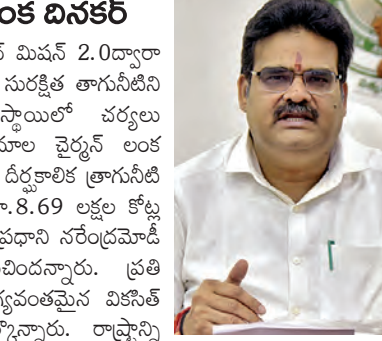 ంక దినకర్
మిషన్ 2.0ద్వారా
సురక్షిత తాగునీటిని
స్థాయిలో చర్యలు
చైర్మన్ లంక
దీర్ఘకాలిక త్రాగునీటి
.8.69 లక్షల కోట్ల
ప్రధాని నరేంద్రమోడీ
చిందన్నారు. ప్రతి
గ్యవంతమైన వికసిత్
ర్కొన్నారు. రాష్ట్రాన్ని